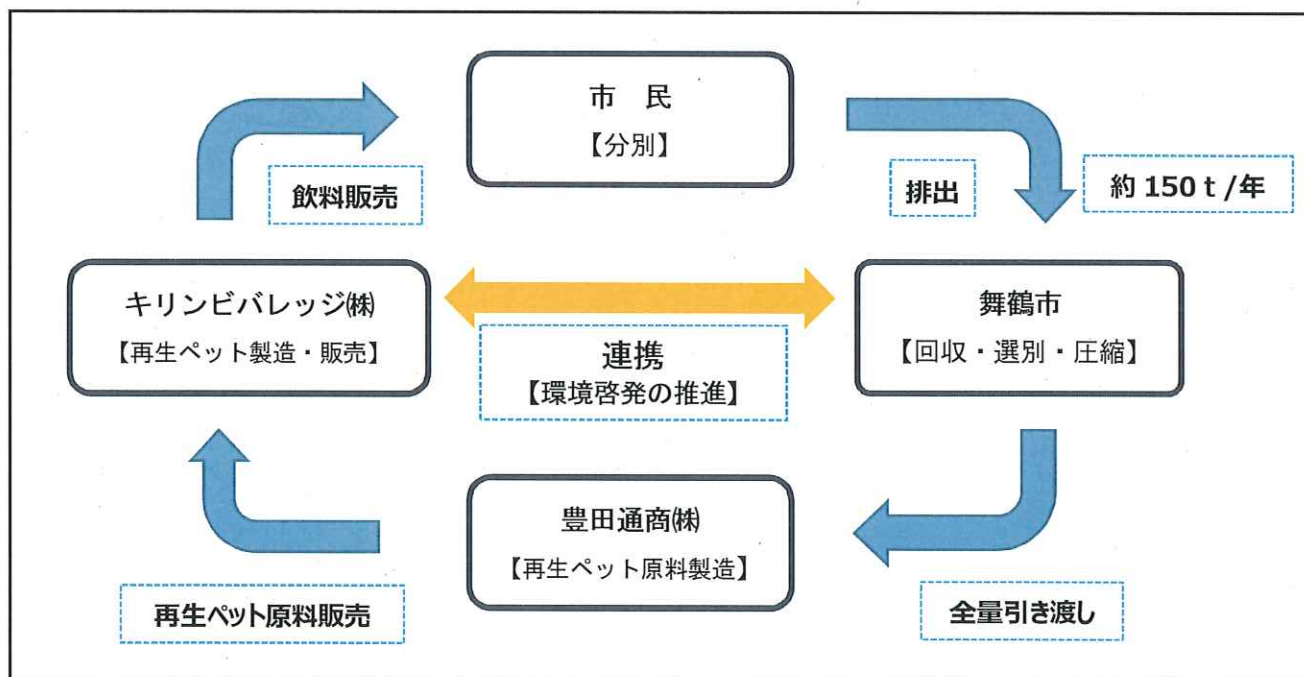 市　民
【分別】
飲料販売
排出
約 150ｔ/年
キリンビバレッジ㈱
【再生ペット製造・販売】
舞鶴市
【回収・選別・圧縮】
連携
【環境啓発の推進】
豊田通商㈱
【再生ペット原料製造】
再生ペット原料販売
全量引き渡し